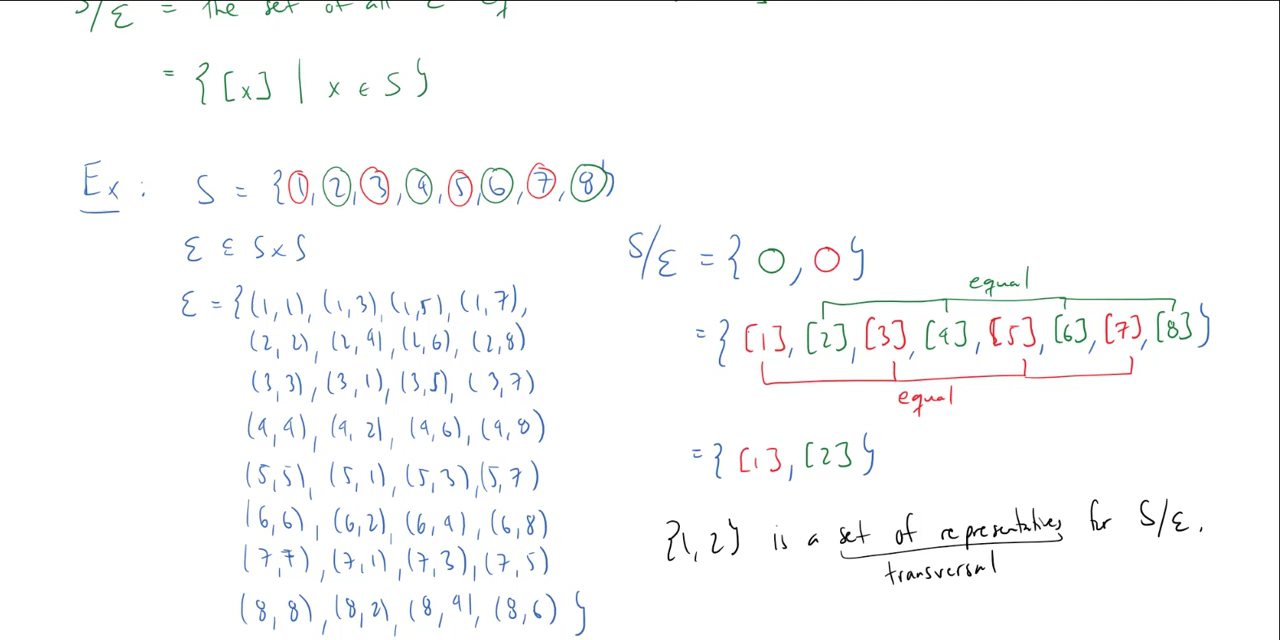 S/ε = the set of all
= {[x] | x ∈ S}
Ex: S = {1, 2, 3, 4, 5, 6, 7, 8}
ε ⊆ S×S
ε = {(1, 1), (1, 3), (1, 5), (1, 7),
(2, 2), (2, 4), (2, 6), (2, 8)
(3, 3), (3, 1), (3, 5), (3, 7)
(4, 4), (4, 2), (4, 6), (4, 8)
(5, 5), (5, 1), (5, 3), (5, 7)
(6, 6), (6, 2), (6, 4), (6, 8)
(7, 7), (7, 1), (7, 3), (7, 5)
(8, 8), (8, 2), (8, 4), (8, 6)}
S/ε = {O, O}
equal
= {[1], [2], [3], [4], [5], [6], [7], [8]}
equal
= {[1], [2]}
{1, 2} is a set of representatives for S/ε.
transversal